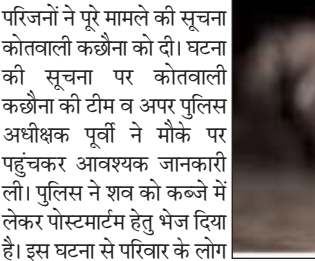 परिजनों ने पूरे मामले की सूचना
कोतवाली कछौना को दी। घटना
की सूचना पर कोतवाली
कछौना की टीम व अपर पुलिस
अधीक्षक पूर्वी ने मौके पर
पहुंचकर आवश्यक जानकारी
ली। पुलिस ने शव को कब्जे में
लेकर पोस्टमार्टम हेतु भेज दिया
है। इस घटना से परिवार के लोग